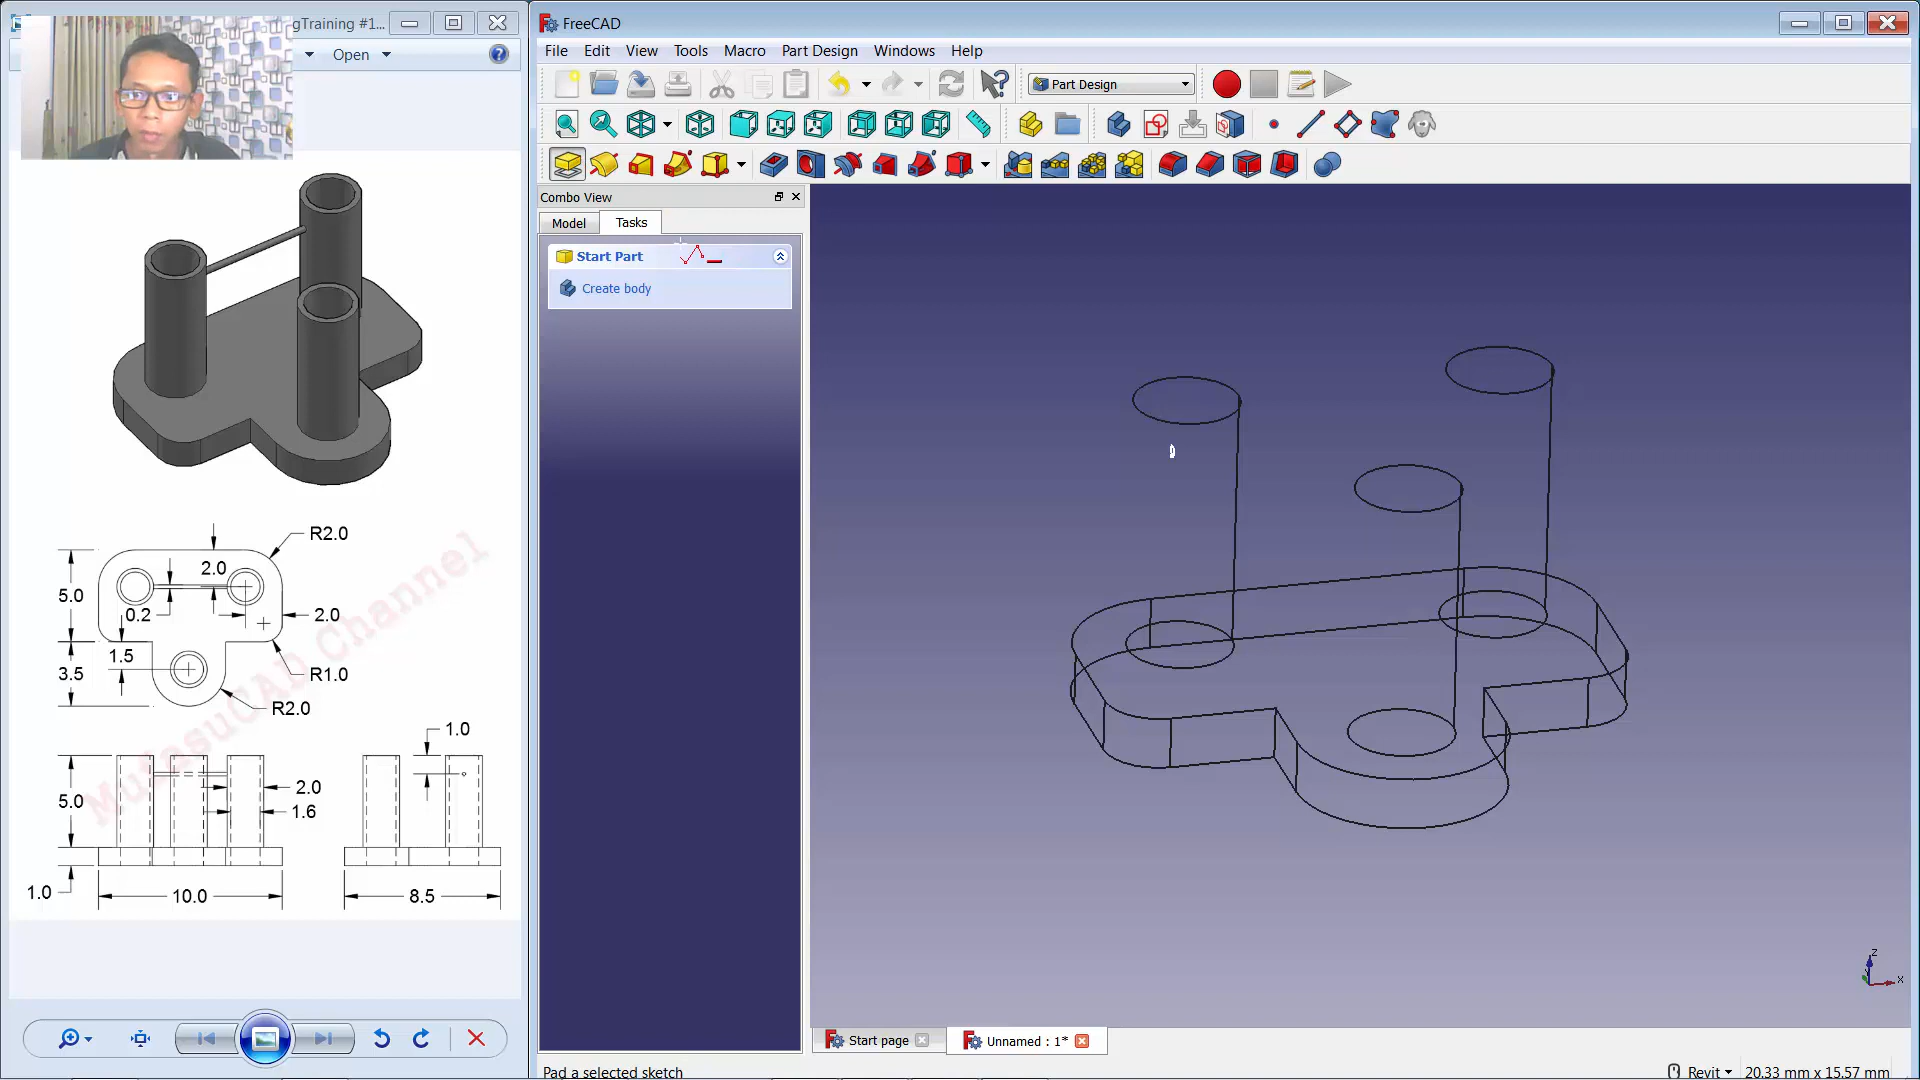 gTraining #1...
Open
R2.0
2.0
5.0
0.2
2.0
1.5
3.5
R1.0
R2.0
MufasuCAD Channel
1.0
5.0
2.0
1.6
1.0
10.0
8.5
FreeCAD
File Edit View Tools Macro Part Design Windows Help
Part Design
Combo View
Model Tasks
Start Part
Create body
z
x
Start page
Unnamed : 1*
Pad a selected sketch
Revit
20.33 mm x 15.57 mm